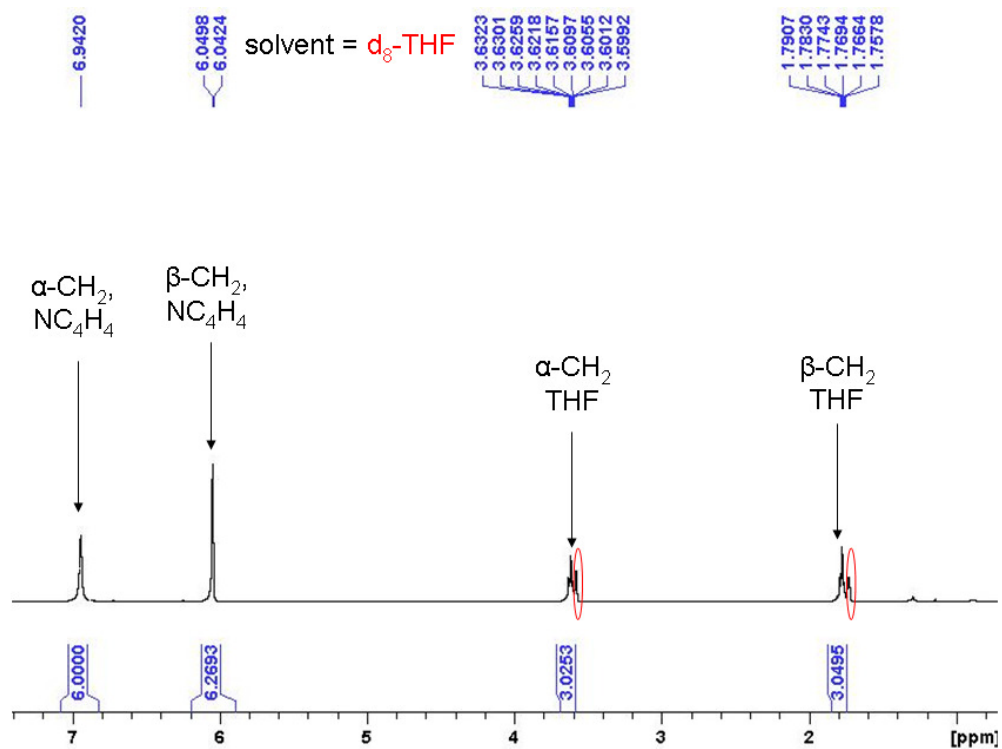 6.9420
6.0498
6.0424
solvent = d₈-THF
3.6323
3.6301
3.6259
3.6218
3.6157
3.6097
3.6055
3.6012
3.5992
1.7907
1.7830
1.7743
1.7694
1.7664
1.7578
α-CH₂,
NC₄H₄
β-CH₂,
NC₄H₄
α-CH₂
THF
β-CH₂
THF
6.0000
6.2693
3.0253
3.0495
7 6 5 4 3 2 [ppm]